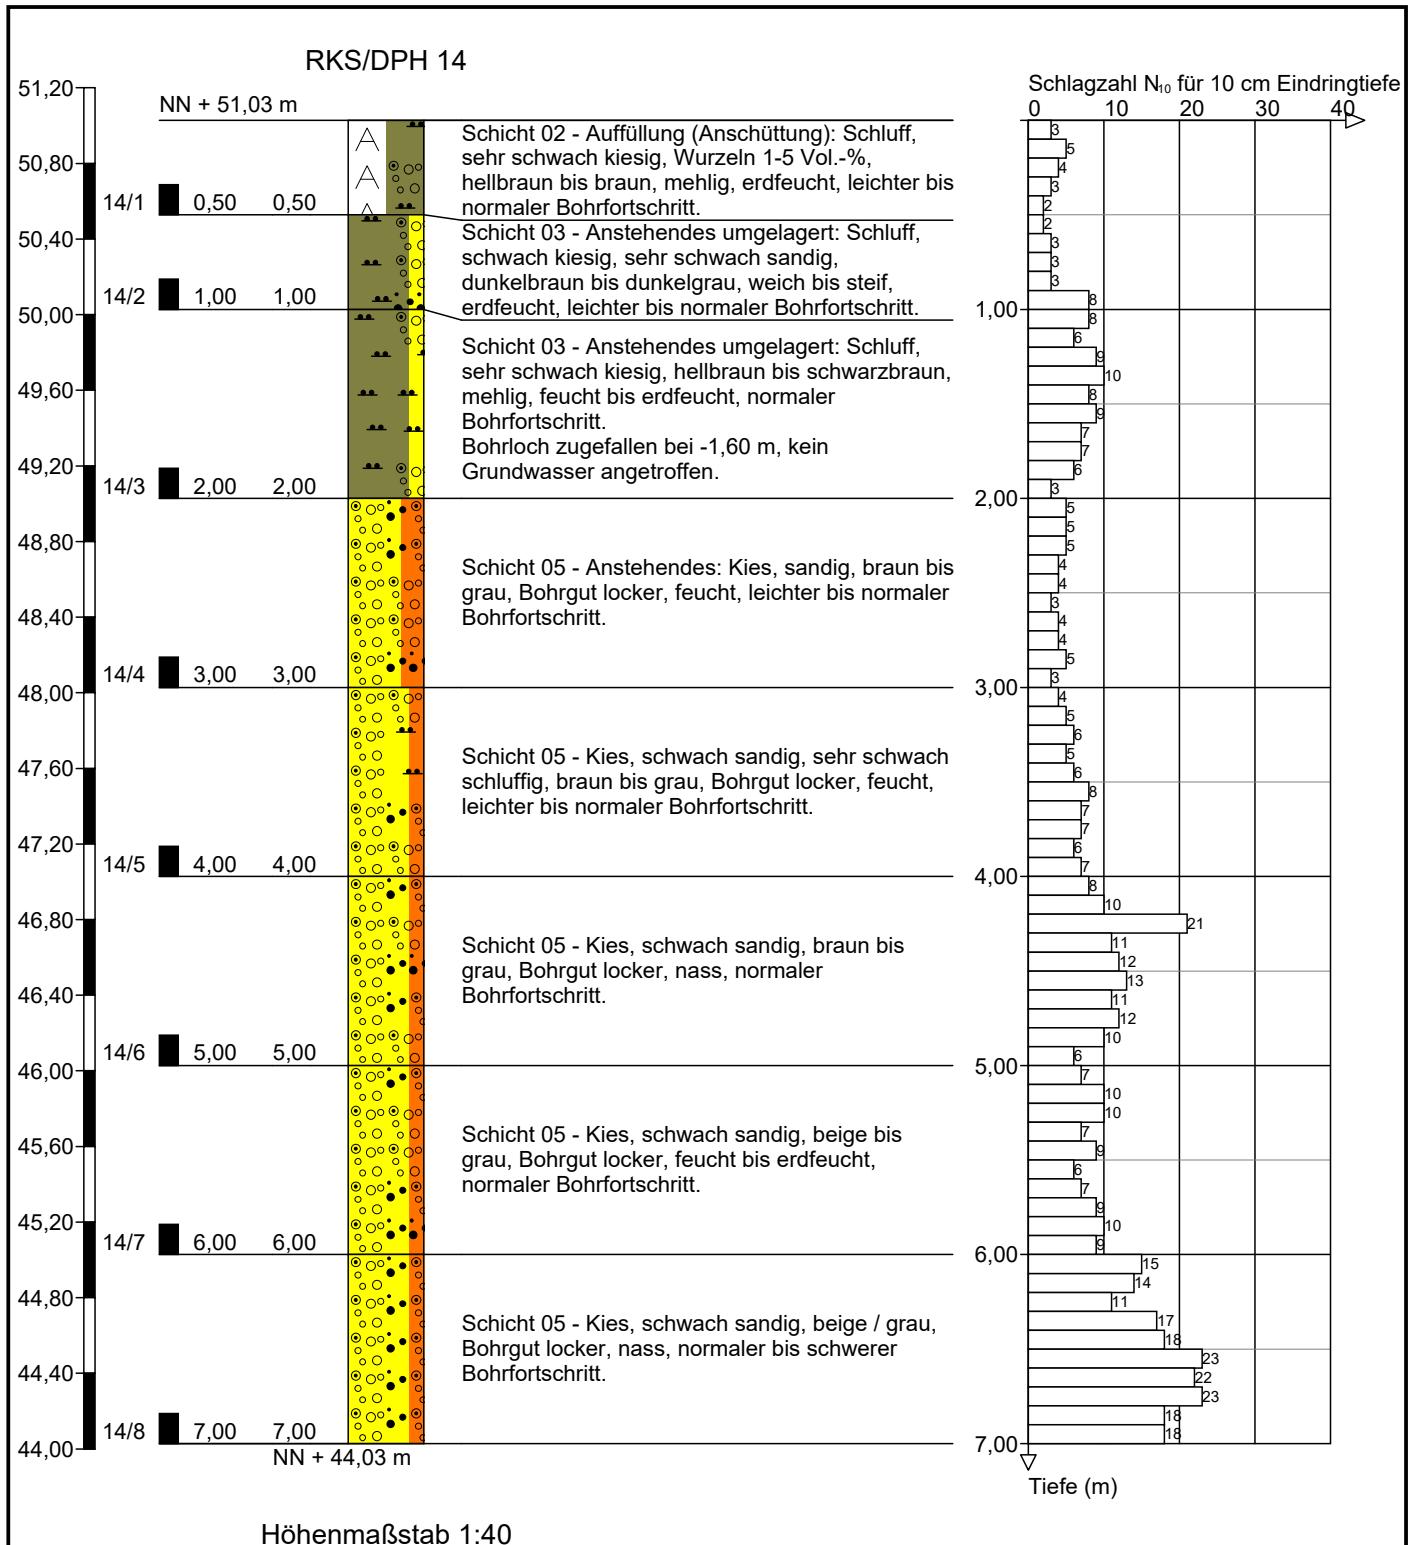 RKS/DPH 14
51,20
50,80
50,40
50,00
49,60
49,20
48,80
48,40
48,00
47,60
47,20
46,80
46,40
46,00
45,60
45,20
44,80
44,40
44,00
NN + 51,03 m
14/1 0,50 0,50
14/2 1,00 1,00
14/3 2,00 2,00
14/4 3,00 3,00
14/5 4,00 4,00
14/6 5,00 5,00
14/7 6,00 6,00
14/8 7,00 7,00
NN + 44,03 m
Schicht 02 - Auffüllung (Anschüttung): Schluff,
sehr schwach kiesig, Wurzeln 1-5 Vol.-%,
hellbraun bis braun, mehlig, erdfeucht, leichter bis
normaler Bohrfortschritt.
Schicht 03 - Anstehendes umgelagert: Schluff,
schwach kiesig, sehr schwach sandig,
dunkelbraun bis dunkelgrau, weich bis steif,
erdfeucht, leichter bis normaler Bohrfortschritt.
Schicht 03 - Anstehendes umgelagert: Schluff,
sehr schwach kiesig, hellbraun bis schwarzbraun,
mehlig, feucht bis erdfeucht, normaler
Bohrfortschritt.
Bohrloch zugefallen bei -1,60 m, kein
Grundwasser angetroffen.
Schicht 05 - Anstehendes: Kies, sandig, braun bis
grau, Bohrgut locker, feucht, leichter bis normaler
Bohrfortschritt.
Schicht 05 - Kies, schwach sandig, sehr schwach
schluffig, braun bis grau, Bohrgut locker, feucht,
leichter bis normaler Bohrfortschritt.
Schicht 05 - Kies, schwach sandig, braun bis
grau, Bohrgut locker, nass, normaler
Bohrfortschritt.
Schicht 05 - Kies, schwach sandig, beige bis
grau, Bohrgut locker, feucht bis erdfeucht,
normaler Bohrfortschritt.
Schicht 05 - Kies, schwach sandig, beige / grau,
Bohrgut locker, nass, normaler bis schwerer
Bohrfortschritt.
Schlagzahl N10 für 10 cm Eindringtiefe
0 10 20 30 40
3
5
4
3
2
2
3
3
3
8
1,00
8
6
9
10
8
9
7
7
6
3
2,00
5
5
5
4
4
3
4
4
5
3
3,00
4
5
6
5
6
8
7
7
6
7
4,00
8
10
21
11
12
13
11
12
10
6
5,00
7
10
10
7
9
6
7
9
10
9
6,00
15
14
11
17
18
23
22
23
18
18
7,00
Tiefe (m)
Höhenmaßstab 1:40